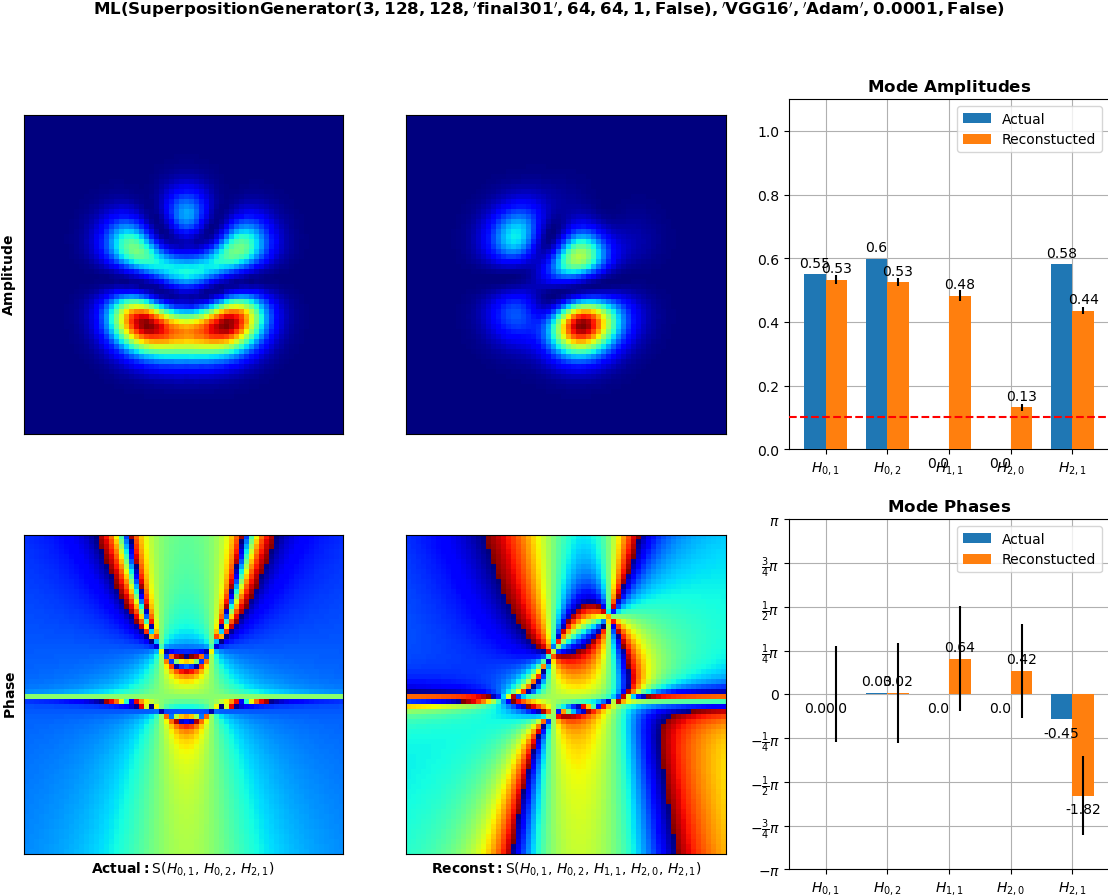 ML(SuperpositionGenerator(3, 128, 128, ′final301′, 64, 64, 1, False), ′VGG16′, ′Adam′, 0.0001, False)
Amplitude
Mode Amplitudes
Actual
Reconstucted
1.0
0.8
0.6
0.4
0.2
0.0
0.55
0.53
0.6
0.53
0.0
0.48
0.0
0.13
0.58
0.44
H0,1
H0,2
H1,1
H2,0
H2,1
Phase
Actual: S(H0,1, H0,2, H2,1)
Reconst: S(H0,1, H0,2, H1,1, H2,0, H2,1)
Mode Phases
Actual
Reconstucted
π
3/4π
1/2π
1/4π
0
−1/4π
−1/2π
−3/4π
−π
0.02
0.0
0.64
0.0
0.42
-0.45
-1.82
H0,1
H0,2
H1,1
H2,0
H2,1